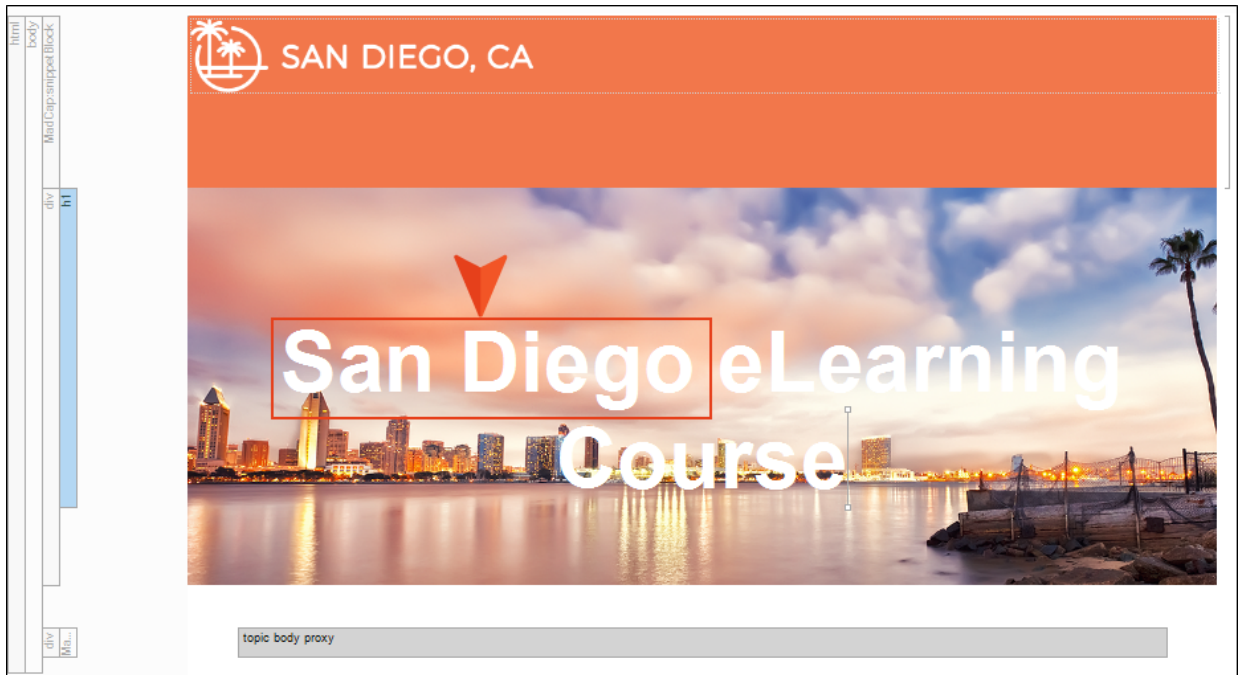 html
body
MadCap:snippetBlock
div
h1
div
Ma...
SAN DIEGO, CA
San Diego eLearning
Course
topic body proxy